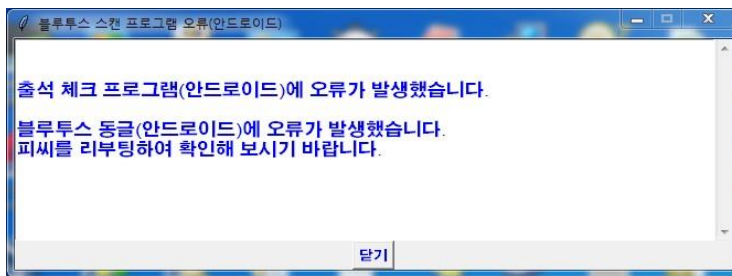 블루투스 스캔 프로그램 오류(안드로이드)
출석 체크 프로그램(안드로이드)에 오류가 발생했습니다.
블루투스 동글(안드로이드)에 오류가 발생했습니다.
피씨를 리부팅하여 확인해 보시기 바랍니다.
닫기